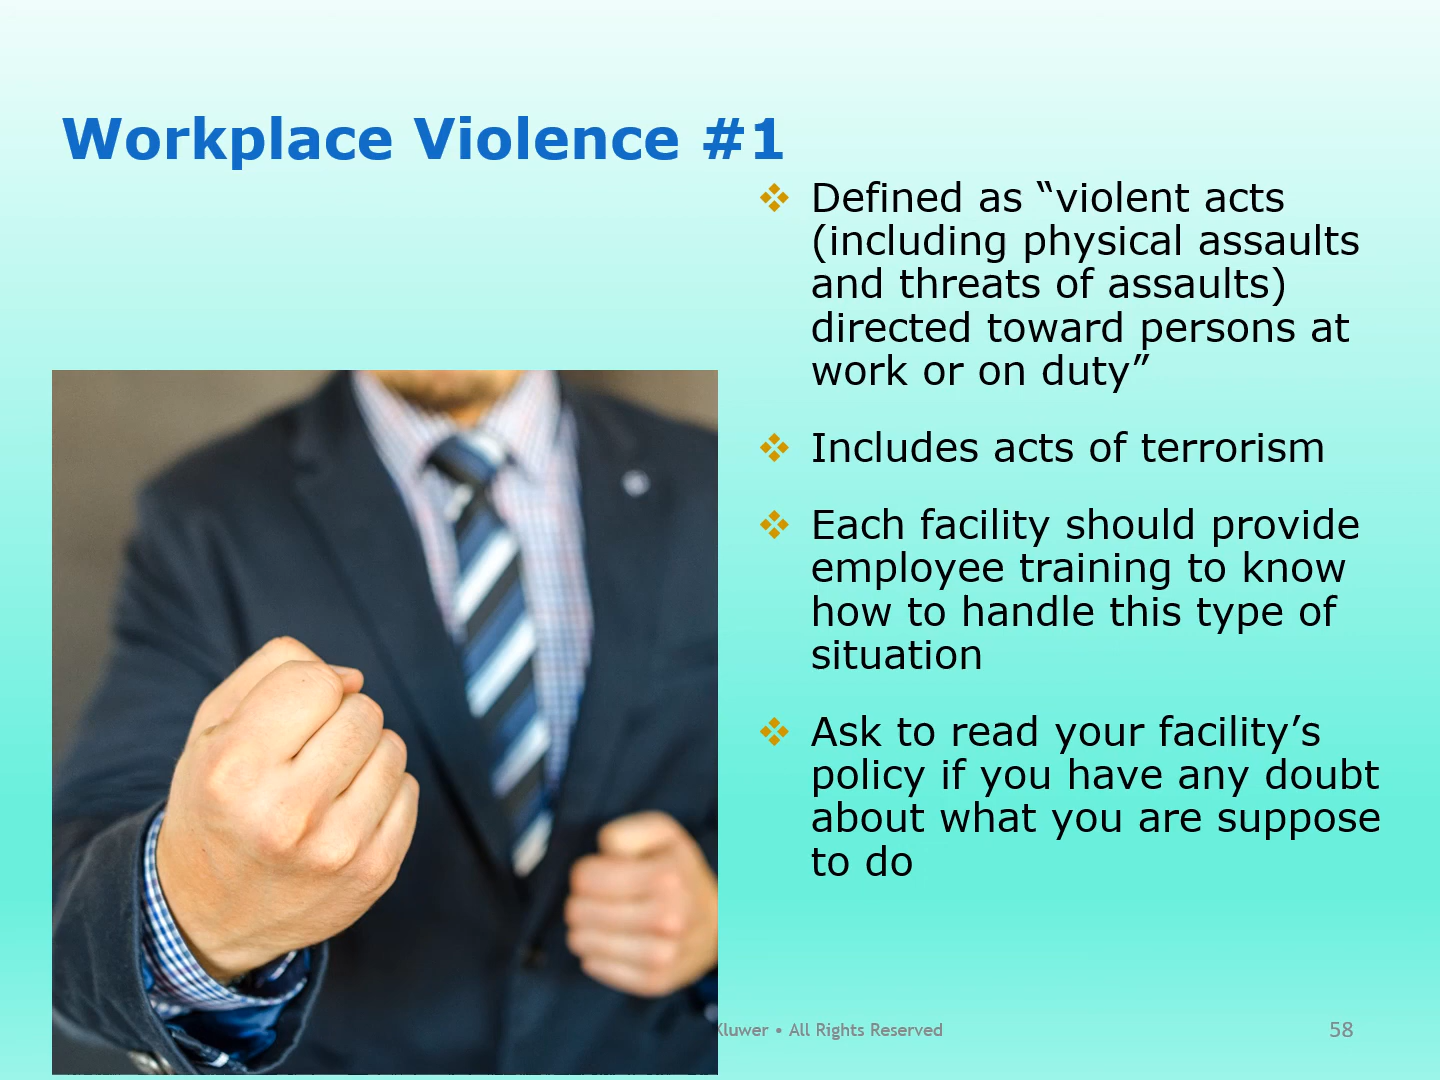 Workplace Violence #1
❖ Defined as “violent acts
(including physical assaults
and threats of assaults)
directed toward persons at
work or on duty”
❖ Includes acts of terrorism
❖ Each facility should provide
employee training to know
how to handle this type of
situation
❖ Ask to read your facility’s
policy if you have any doubt
about what you are suppose
to do
Kluwer • All Rights Reserved
58